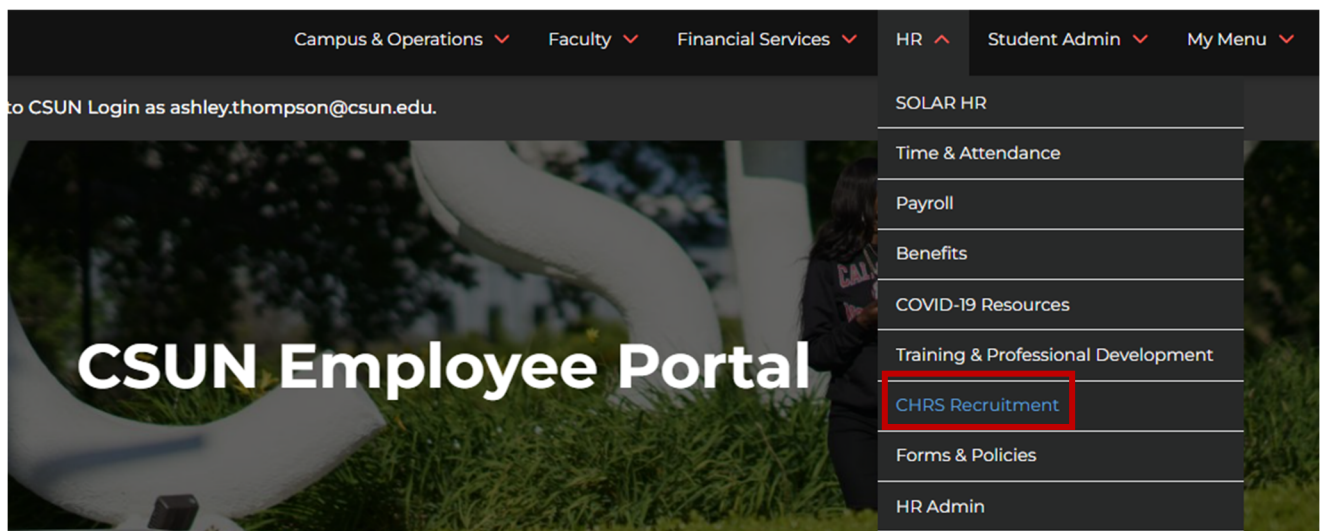 Campus & Operations Faculty Financial Services HR Student Admin My Menu
to CSUN Login as ashley.thompson@csun.edu.
SOLAR HR
Time & Attendance
Payroll
Benefits
COVID-19 Resources
Training & Professional Development
CSUN Employee Portal
CHRS Recruitment
Forms & Policies
HR Admin